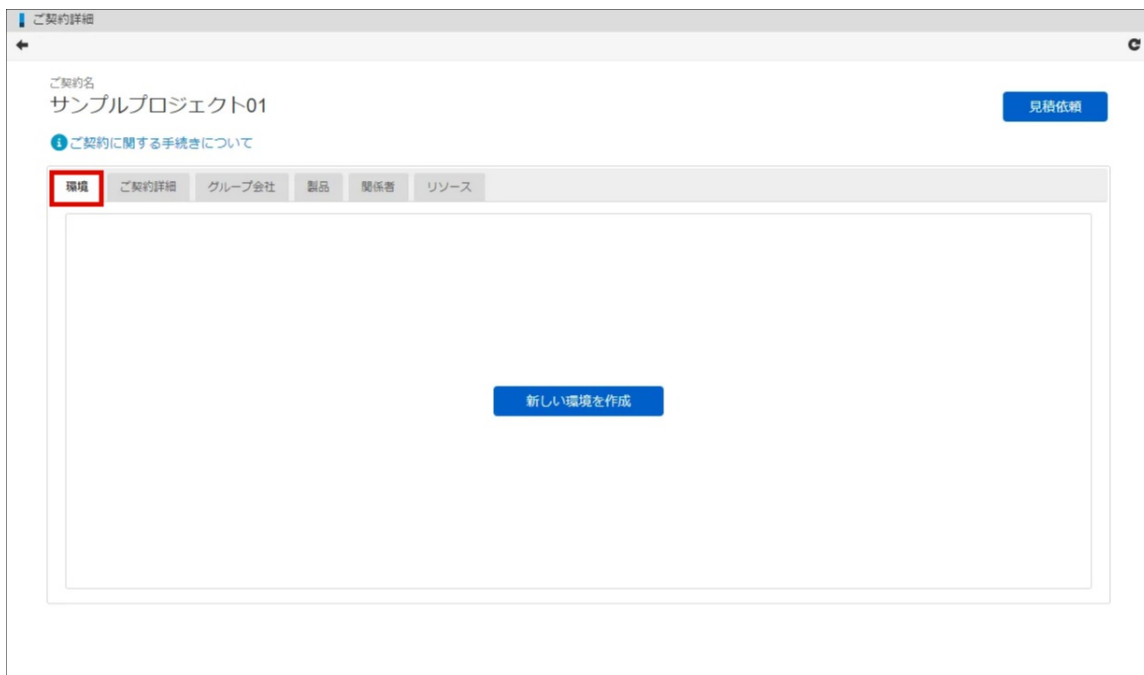 ご契約詳細
ご契約名
サンプルプロジェクト01
見積依頼
ご契約に関する手続きについて
環境 ご契約詳細 グループ会社 製品 関係者 リソース
新しい環境を作成